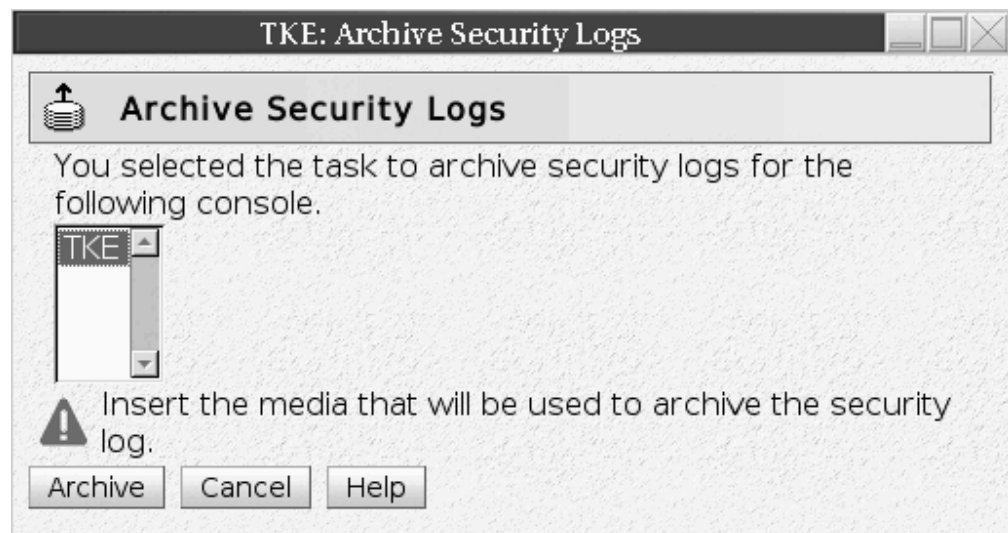 TKE: Archive Security Logs
Archive Security Logs
You selected the task to archive security logs for the
following console.
TKE
Insert the media that will be used to archive the security
log.
Archive Cancel Help